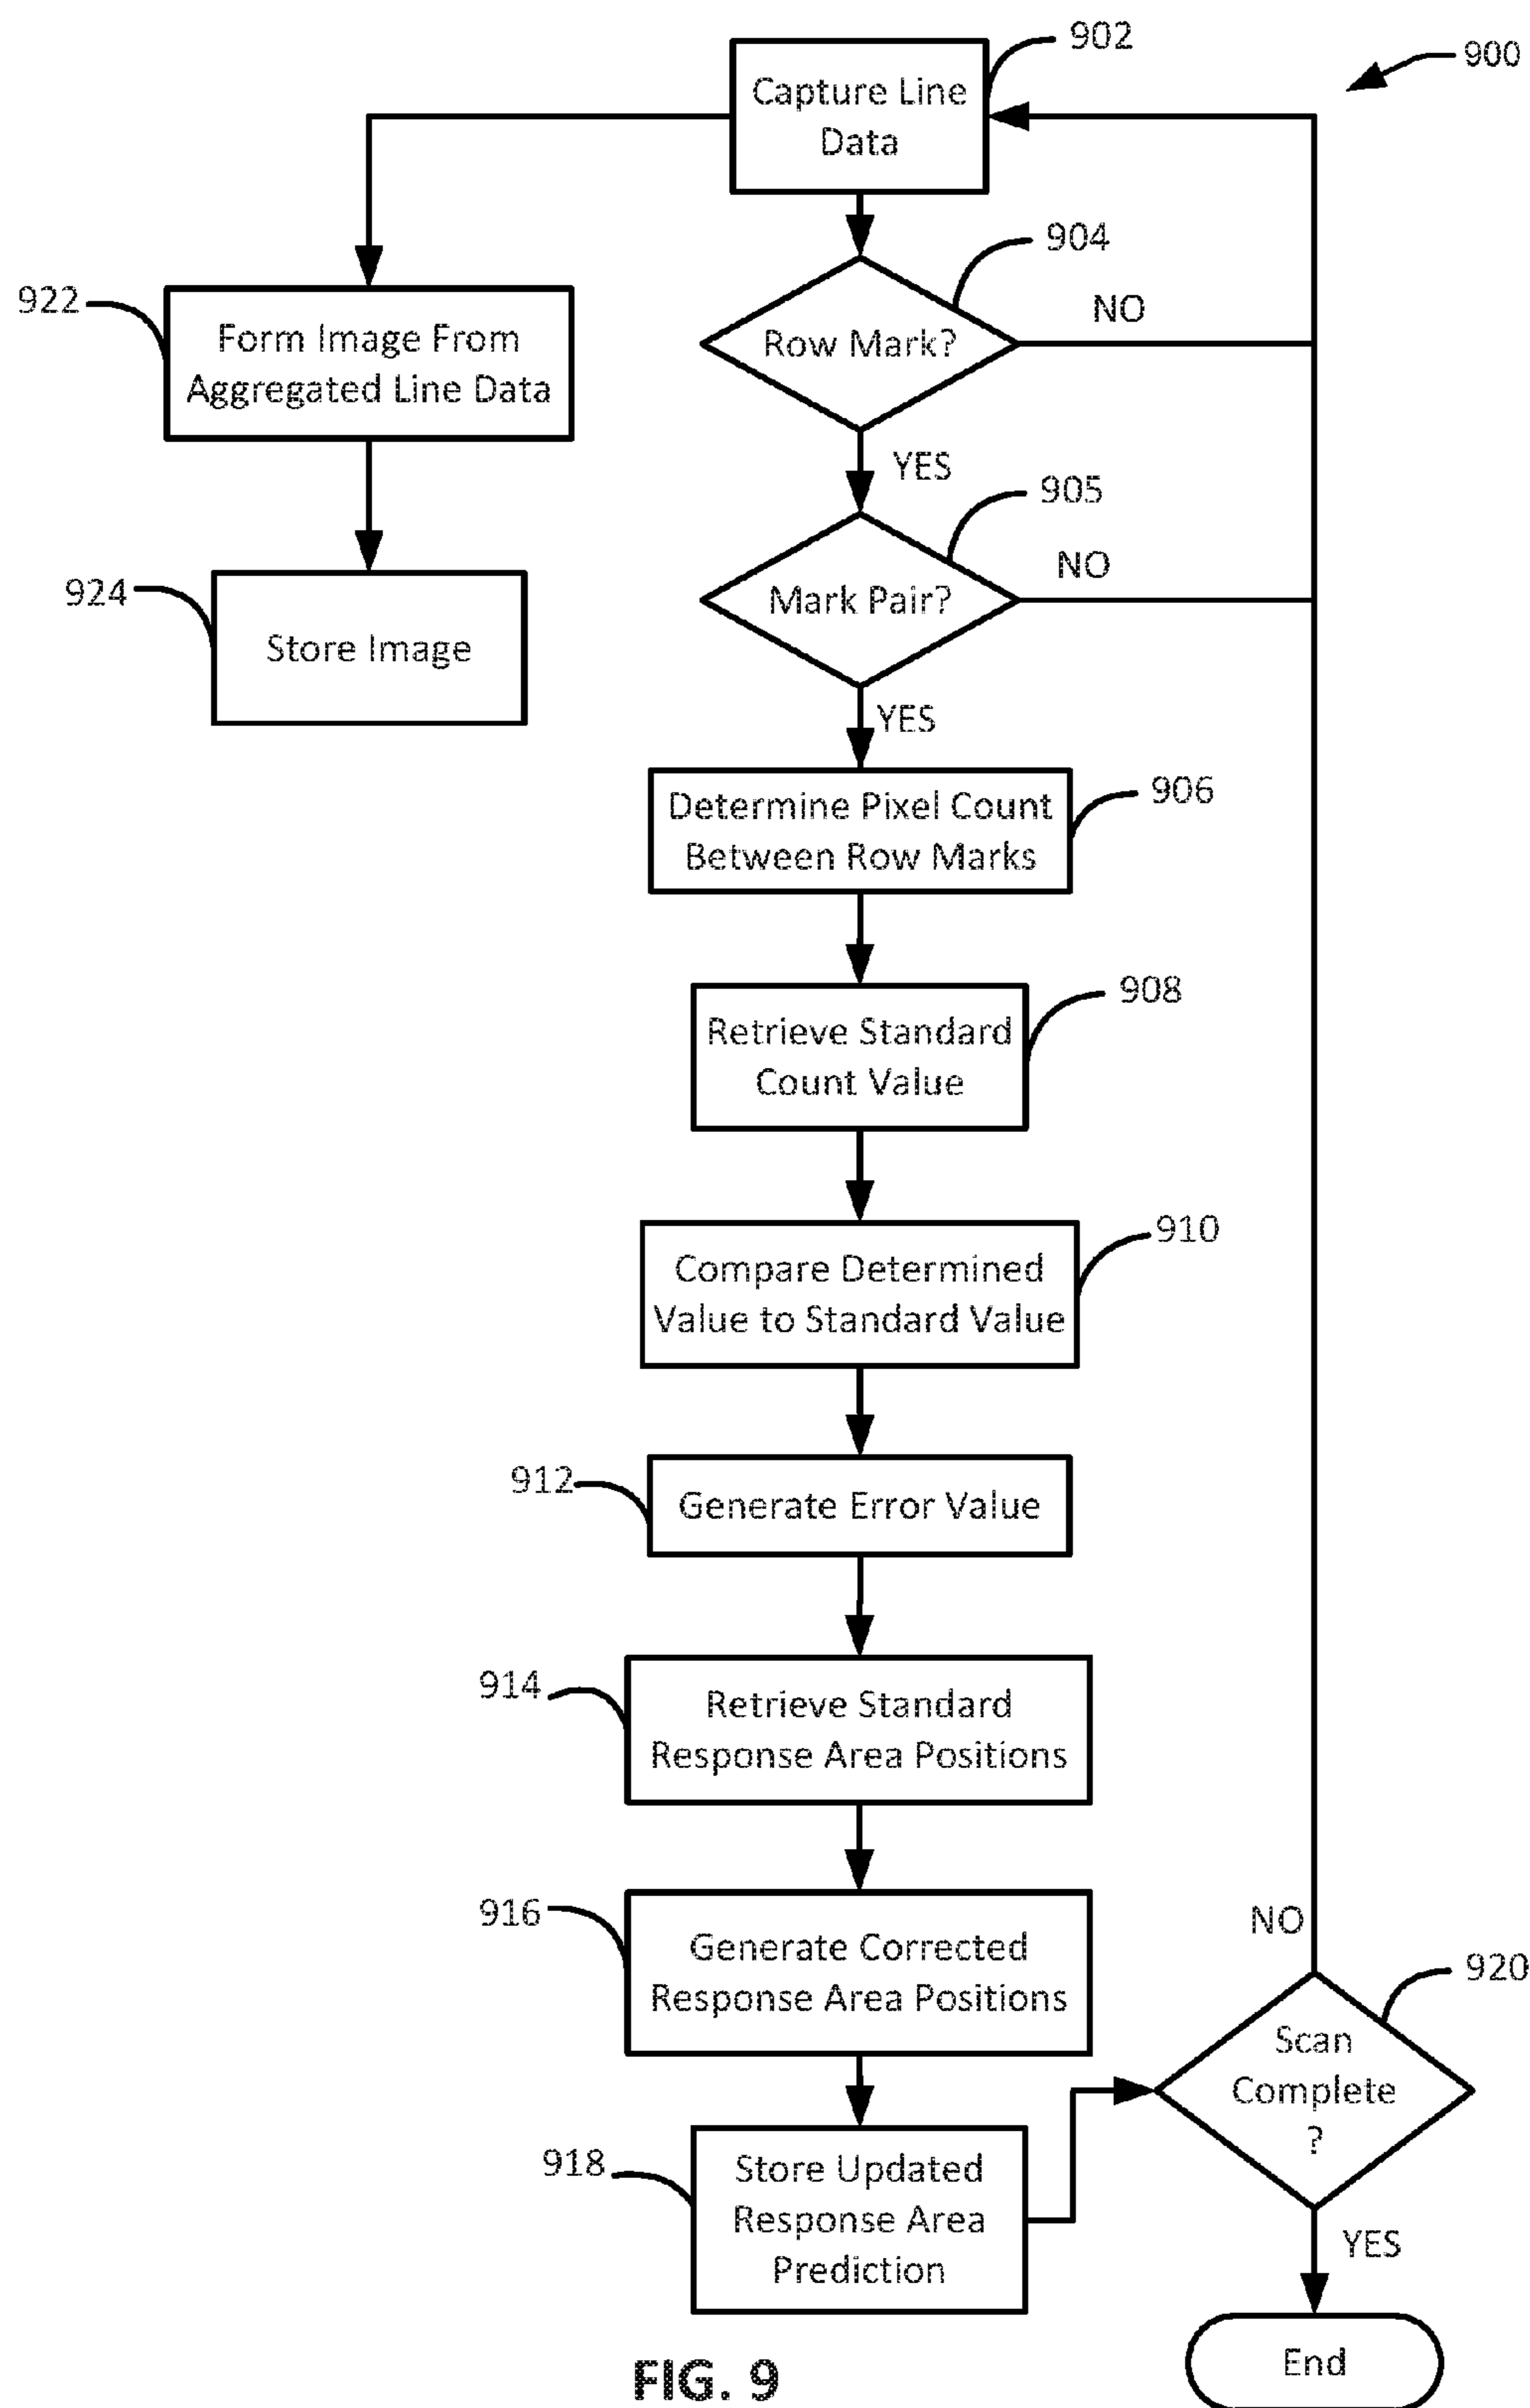 902
900
Capture Line
Data
904
Row Mark?
NO
922
Form Image From
Aggregated Line Data
YES
905
Mark Pair?
NO
924
Store Image
YES
906
Determine Pixel Count
Between Row Marks
908
Retrieve Standard
Count Value
910
Compare Determined
Value to Standard Value
912
Generate Error Value
914
Retrieve Standard
Response Area Positions
916
Generate Corrected
Response Area Positions
NO
920
Scan
Complete
?
918
Store Updated
Response Area
Prediction
YES
End
FIG. 9